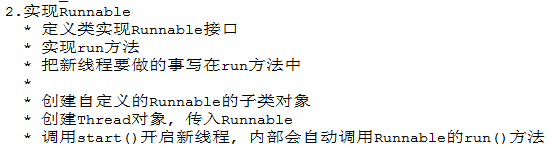 2.实现Runnable
* 定义类实现Runnable接口
* 实现run方法
* 把新线程要做的事写在run方法中
*
* 创建自定义的Runnable的子类对象
* 创建Thread对象, 传入Runnable
* 调用start()开启新线程, 内部会自动调用Runnable的run()方法